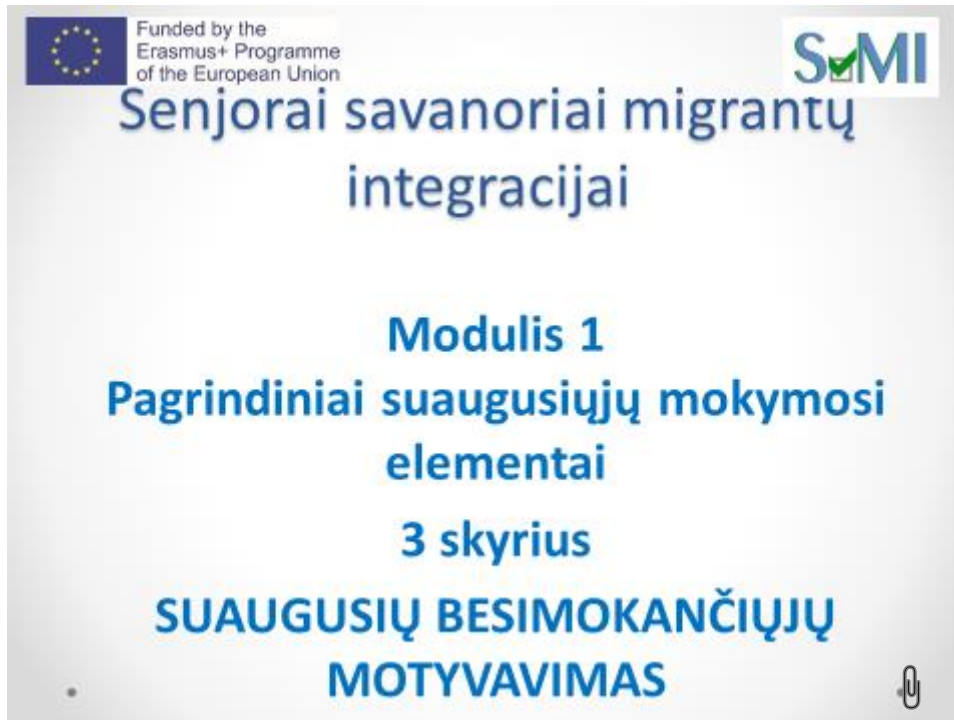 Funded by the
Erasmus+ Programme
of the European Union
SMI
Senjorai savanoriai migrantų
integracijai
Modulis 1
Pagrindiniai suaugusiųjų mokymosi
elementai
3 skyrius
SUAUGUSIŲ BESIMOKANČIŲJŲ
MOTYVAVIMAS